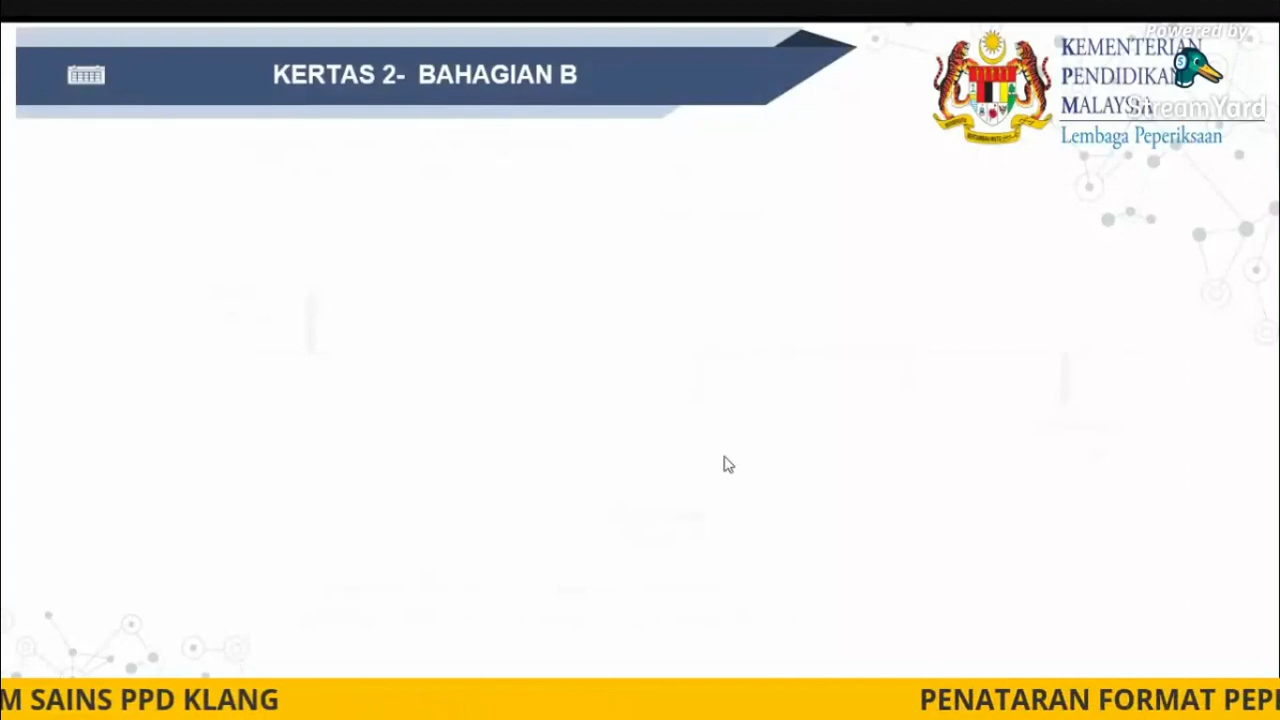 Powered by
KERTAS 2- BAHAGIAN B
KEMENTERIAN
PENDIDIKAN
MALAYSIA
StreamYard
Lembaga Peperiksaan
M SAINS PPD KLANG
PENATARAN FORMAT PEP